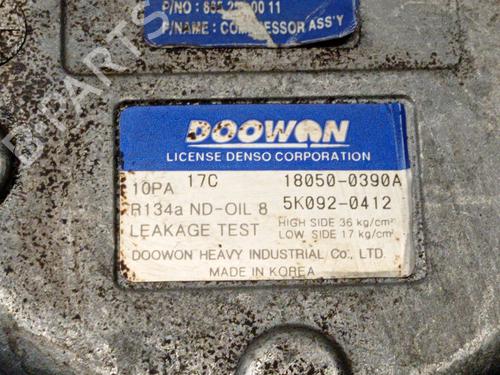 P/NAME: COMPRESSOR ASS'Y
DOOWON
LICENSE DENSO CORPORATION
10PA 17C 18050-0390A
R134a ND-OIL 8 5K092-0412
LEAKAGE TEST HIGH SIDE 36 kg/cm²
LOW SIDE 17 kg/cm²
DOOWON HEAVY INDUSTRIAL Co., LTD.
MADE IN KOREA
B-PARTS